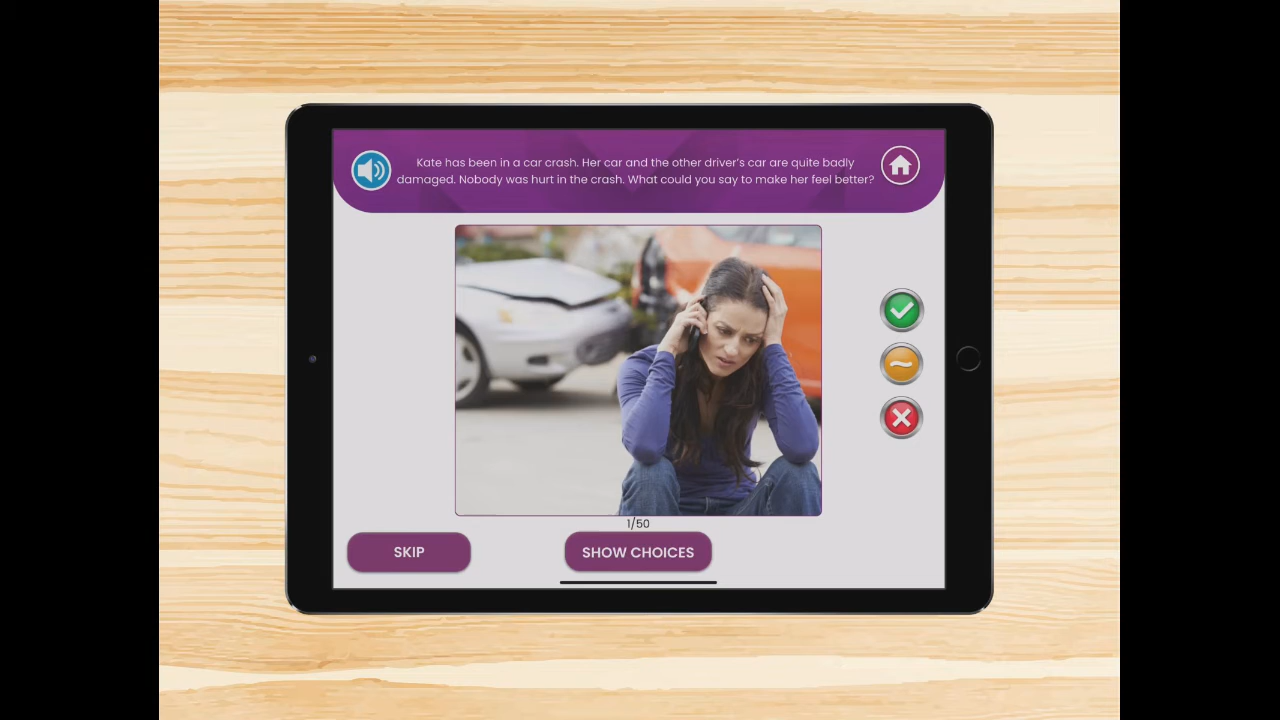 Kate has been in a car crash. Her car and the other driver's car are quite badly
damaged. Nobody was hurt in the crash. What could you say to make her feel better?
1/50
SKIP
SHOW CHOICES